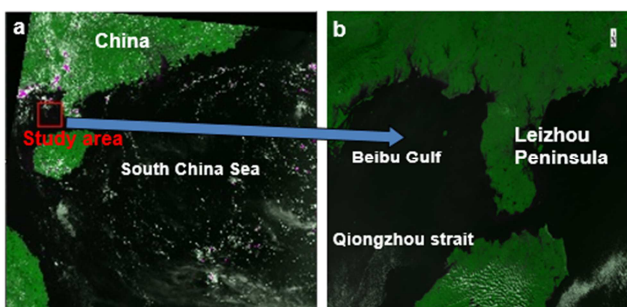 a
China
Study area
South China Sea
b
Beibu Gulf
Leizhou
Peninsula
Qiongzhou strait